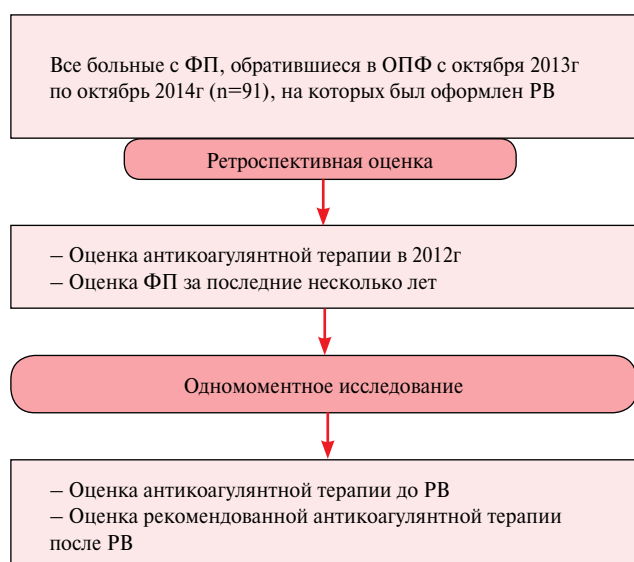 Все больные с ФП, обратившиеся в ОПФ с октября 2013г
по октябрь 2014г (n=91), на которых был оформлен РВ
Ретроспективная оценка
– Оценка антикоагулянтной терапии в 2012г
– Оценка ФП за последние несколько лет
Одномоментное исследование
– Оценка антикоагулянтной терапии до РВ
– Оценка рекомендованной антикоагулянтной терапии
после РВ